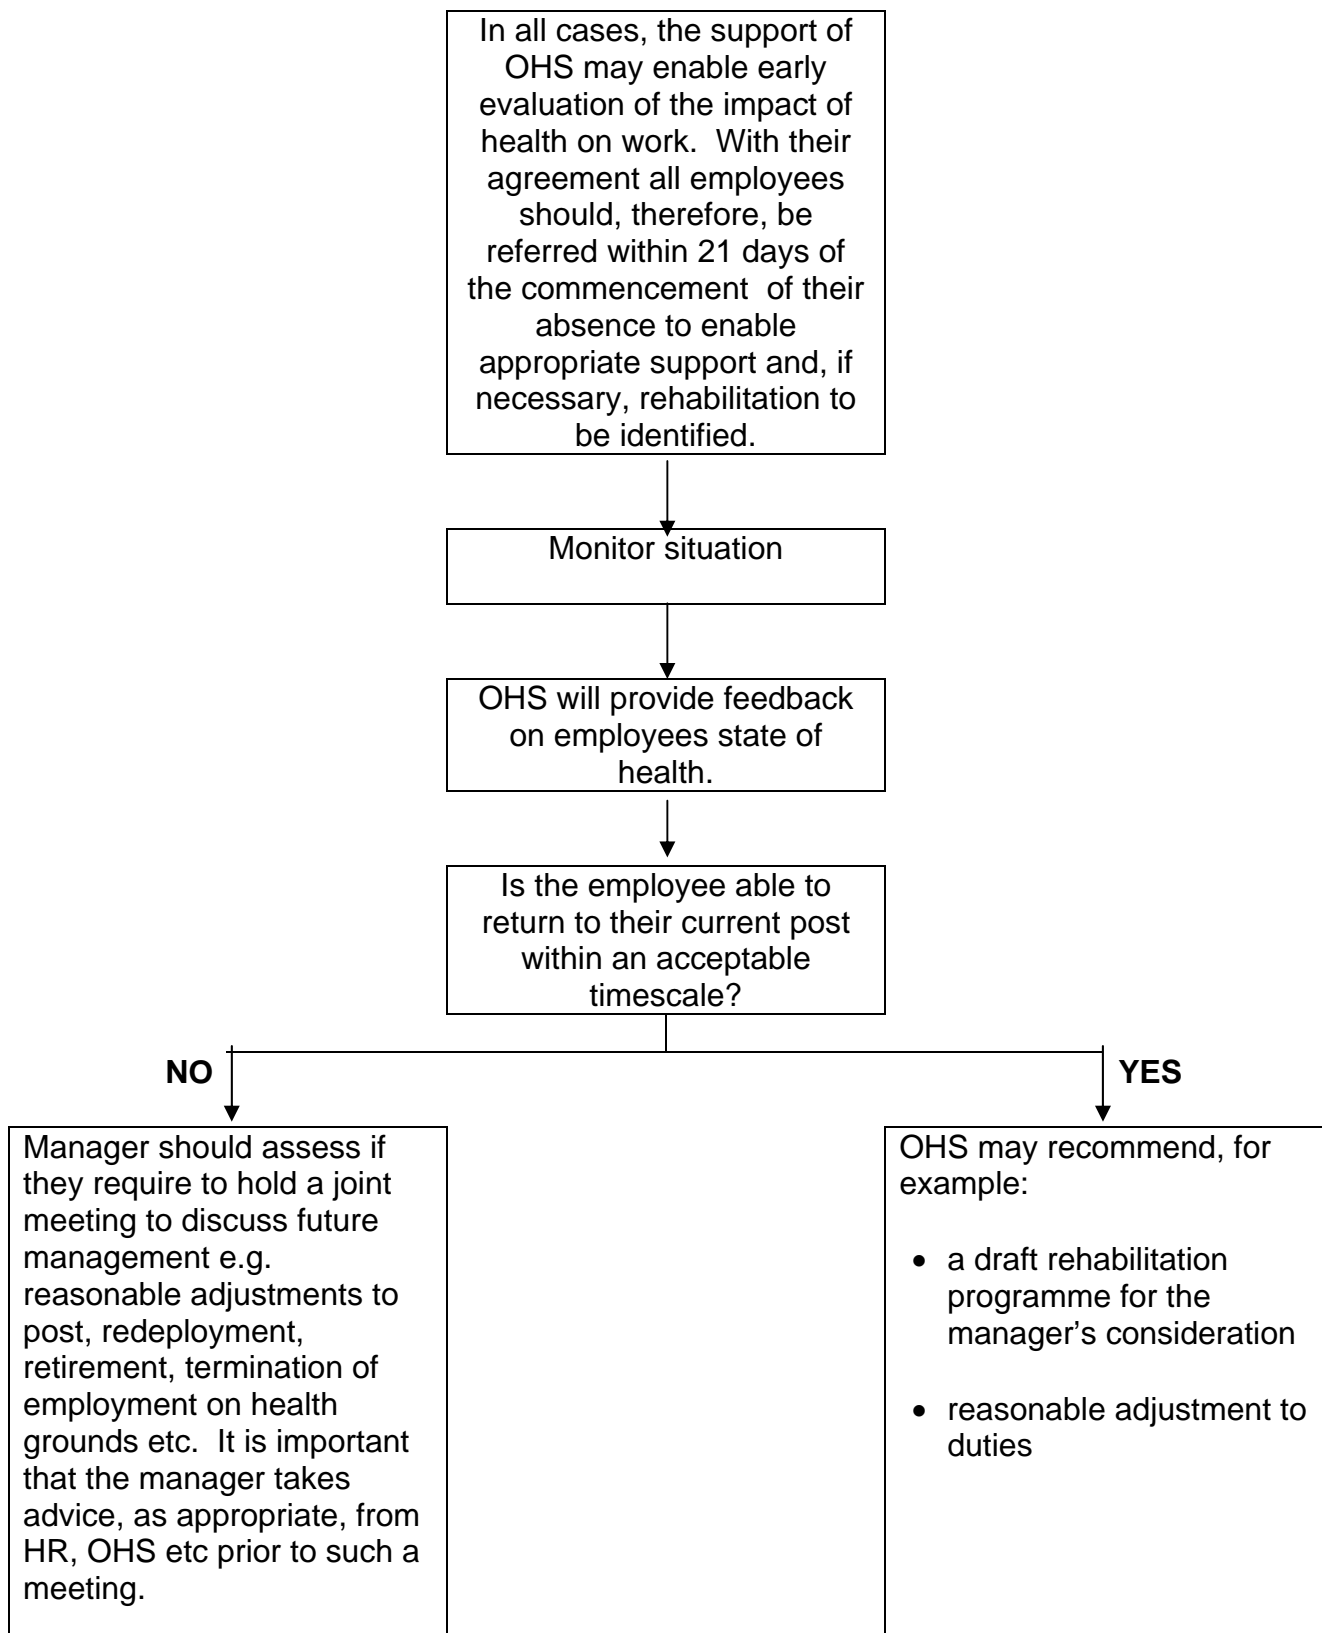 In all cases, the support of
OHS may enable early
evaluation of the impact of
health on work.  With their
agreement all employees
should, therefore, be
referred within 21 days of
the commencement  of their
absence to enable
appropriate support and, if
necessary, rehabilitation to
be identified.
Monitor situation
OHS will provide feedback
on employees state of
health.
Is the employee able to
return to their current post
within an acceptable
timescale?
NO
YES
Manager should assess if
they require to hold a joint
meeting to discuss future
management e.g.
reasonable adjustments to
post, redeployment,
retirement, termination of
employment on health
grounds etc.  It is important
that the manager takes
advice, as appropriate, from
HR, OHS etc prior to such a
meeting.
OHS may recommend, for
example:
• a draft rehabilitation
programme for the
manager’s consideration
• reasonable adjustment to
duties